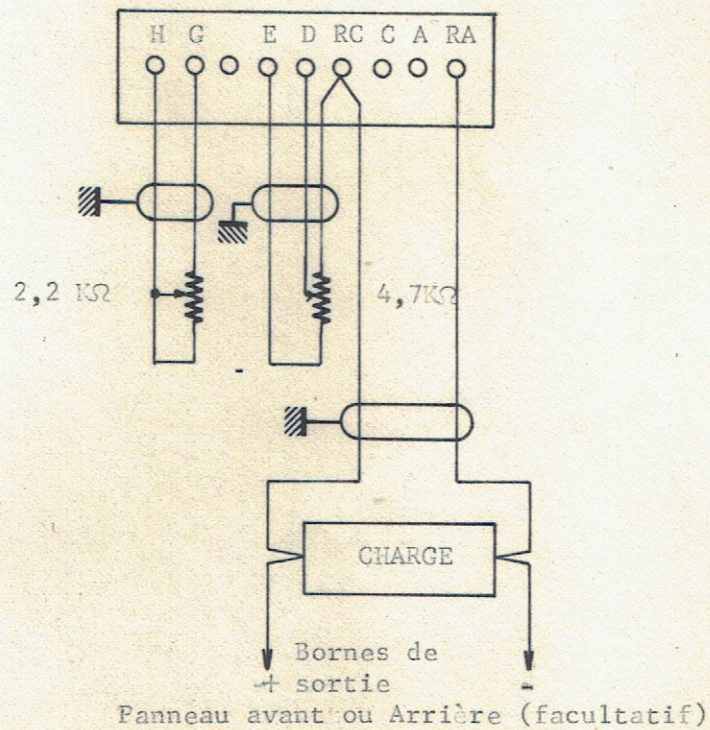 H G E D RC C A RA
2,2 KΩ
4,7KΩ
CHARGE
Bornes de
+ sortie -
Panneau avant ou Arrière (facultatif)